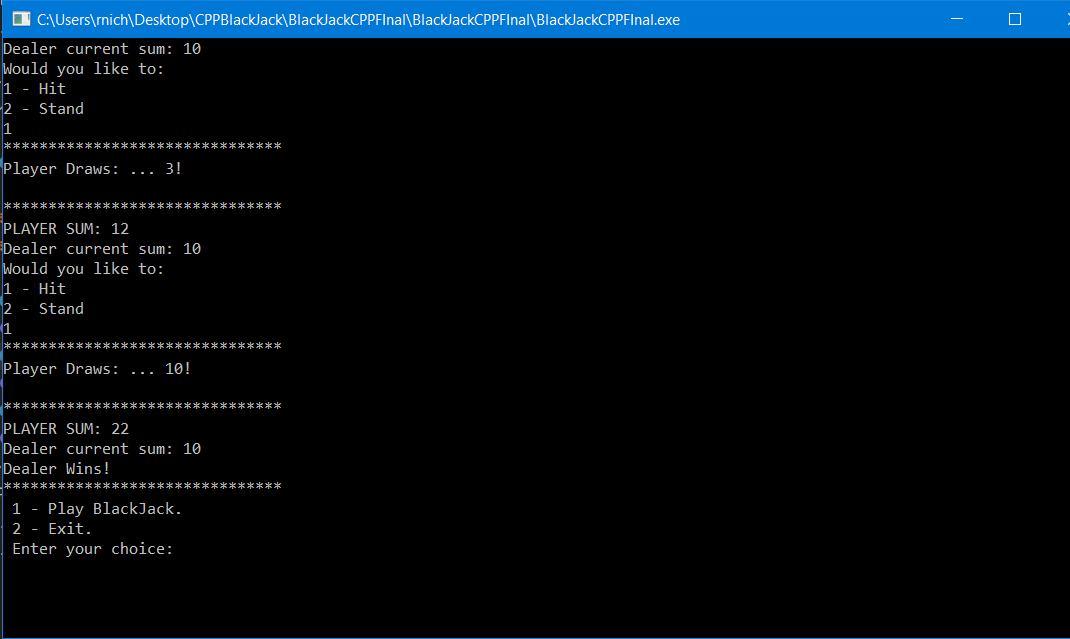 C:\Users\rnich\Desktop\CPPBlackJack\BlackJackCPPFInal\BlackJackCPPFInal\BlackJackCPPFInal.exe
Dealer current sum: 10
Would you like to:
1 - Hit
2 - Stand
1
*******************************
Player Draws: ... 3!
*******************************
PLAYER SUM: 12
Dealer current sum: 10
Would you like to:
1 - Hit
2 - Stand
1
*******************************
Player Draws: ... 10!
*******************************
PLAYER SUM: 22
Dealer current sum: 10
Dealer Wins!
*******************************
1 - Play BlackJack.
2 - Exit.
Enter your choice: